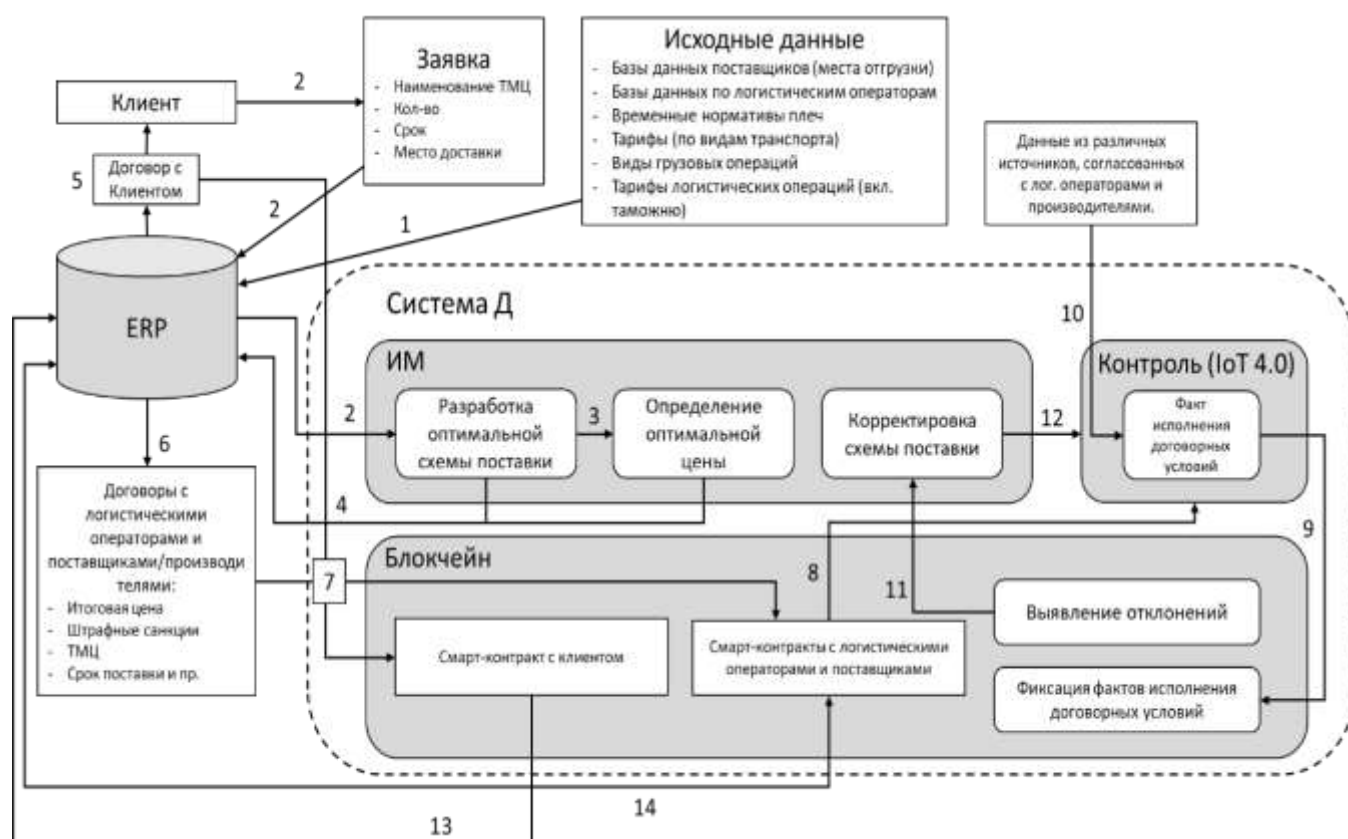 Заявка
- Наименование ТМЦ
- Кол-во
- Срок
- Место доставки
Исходные данные
- Базы данных поставщиков (места отгрузки)
- Базы данных по логистическим операторам
- Временные нормативы плеч
- Тарифы (по видам транспорта)
- Виды грузовых операций
- Тарифы логистических операций (вкл.
таможню)
Клиент
2
Данные из различных
источников, согласованных
с лог. операторами и
производителями.
5
Договор с
Клиентом
2
1
ERP
Система Д
10
ИМ
Контроль (IoT 4.0)
2
Разработка
оптимальной
схемы поставки
3
Определение
оптимальной
цены
Корректировка
схемы поставки
12
Факт
исполнения
договорных
условий
6
4
9
Договоры с
логистическими
операторами и
поставщиками/производи
телями:
- Итоговая цена
- Штрафные санкции
- ТМЦ
- Срок поставки и пр.
7
Блокчейн
8
11
Выявление отклонений
Смарт-контракт с клиентом
Смарт-контракты с логистическими
операторами и поставщиками
Фиксация фактов исполнения
договорных условий
14
13